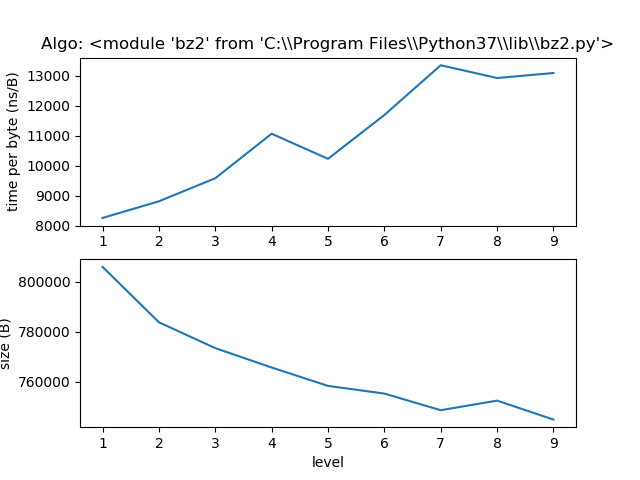 Algo: <module 'bz2' from 'C:\\Program Files\\Python37\\lib\\bz2.py'>
time per byte (ns/B)
13000
12000
11000
10000
9000
8000
1 2 3 4 5 6 7 8 9
size (B)
800000
780000
760000
1 2 3 4 5 6 7 8 9
level